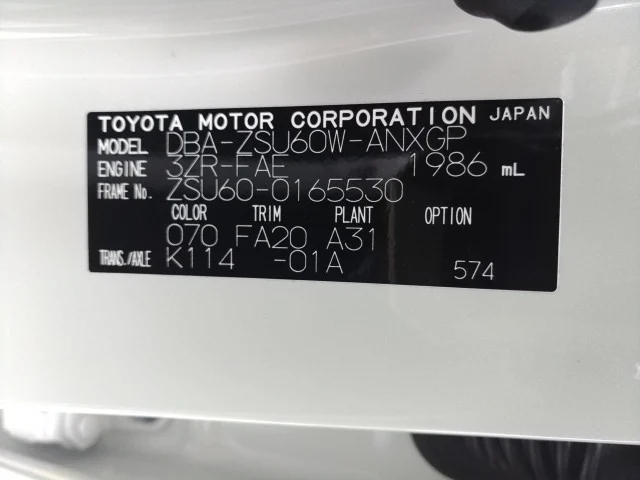 TOYOTA MOTOR CORPORATION JAPAN
MODEL DBA-ZSU60W-ANXGP
ENGINE 3ZR-FAE 1986 mL
FRAME No. ZSU60-0165530
COLOR TRIM PLANT OPTION
070 FA20 A31
TRANS./AXLE K114 -01A 574